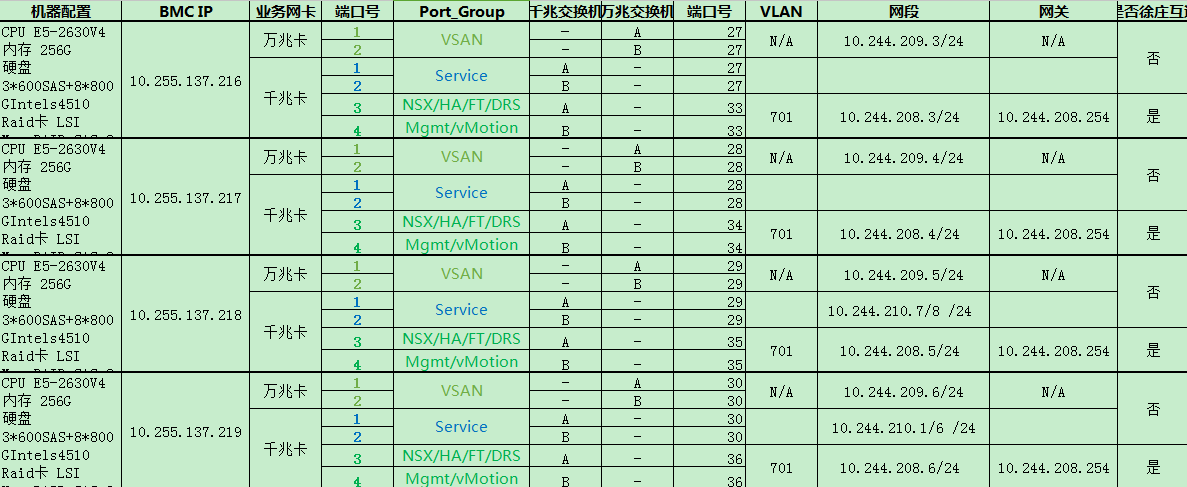 机器配置 BMC IP 业务网卡 端口号 Port_Group 千兆交换机 万兆交换机 端口号 VLAN 网段 网关 是否徐庄互
CPU E5-2630V4
内存 256G
硬盘
3*600SAS+8*800
GIntels4510
Raid卡 LSI
10.255.137.216
万兆卡 1 VSAN - A 27 N/A 10.244.209.3/24 N/A 否
2 - B 27
千兆卡 1 Service A - 27
2 B - 27
3 NSX/HA/FT/DRS A - 33 701 10.244.208.3/24 10.244.208.254 是
4 Mgmt/vMotion B - 33
CPU E5-2630V4
内存 256G
硬盘
3*600SAS+8*800
GIntels4510
Raid卡 LSI
10.255.137.217
万兆卡 1 VSAN - A 28 N/A 10.244.209.4/24 N/A 否
2 - B 28
千兆卡 1 Service A - 28
2 B - 28
3 NSX/HA/FT/DRS A - 34 701 10.244.208.4/24 10.244.208.254 是
4 Mgmt/vMotion B - 34
CPU E5-2630V4
内存 256G
硬盘
3*600SAS+8*800
GIntels4510
Raid卡 LSI
10.255.137.218
万兆卡 1 VSAN - A 29 N/A 10.244.209.5/24 N/A 否
2 - B 29
千兆卡 1 Service A - 29 10.244.210.7/8 /24
2 B - 29
3 NSX/HA/FT/DRS A - 35 701 10.244.208.5/24 10.244.208.254 是
4 Mgmt/vMotion B - 35
CPU E5-2630V4
内存 256G
硬盘
3*600SAS+8*800
GIntels4510
Raid卡 LSI
10.255.137.219
万兆卡 1 VSAN - A 30 N/A 10.244.209.6/24 N/A 否
2 - B 30
千兆卡 1 Service A - 30 10.244.210.1/6 /24
2 B - 30
3 NSX/HA/FT/DRS A - 36 701 10.244.208.6/24 10.244.208.254 是
4 Mgmt/vMotion B - 36